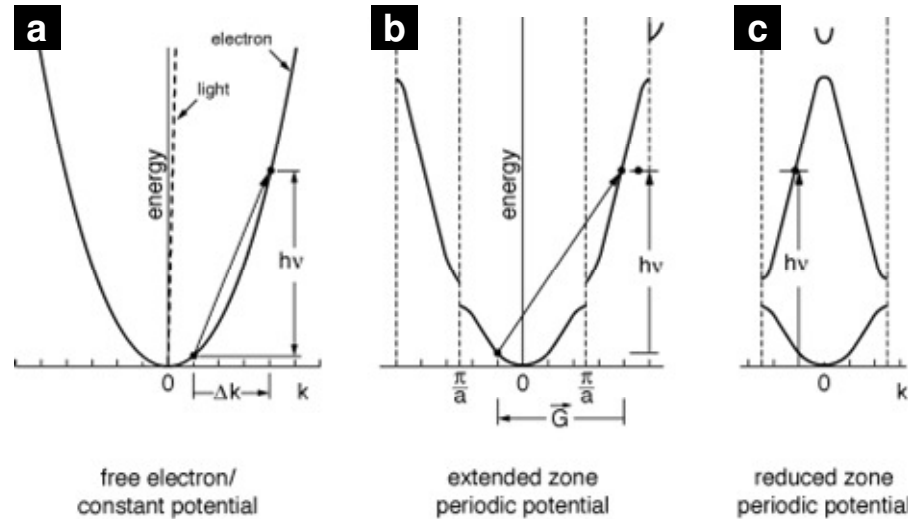 a
electron
light
energy
hν
0
Δk
k
free electron/
constant potential
b
energy
hν
π/a
0
π/a
G⃗
extended zone
periodic potential
c
hν
0
k
reduced zone
periodic potential